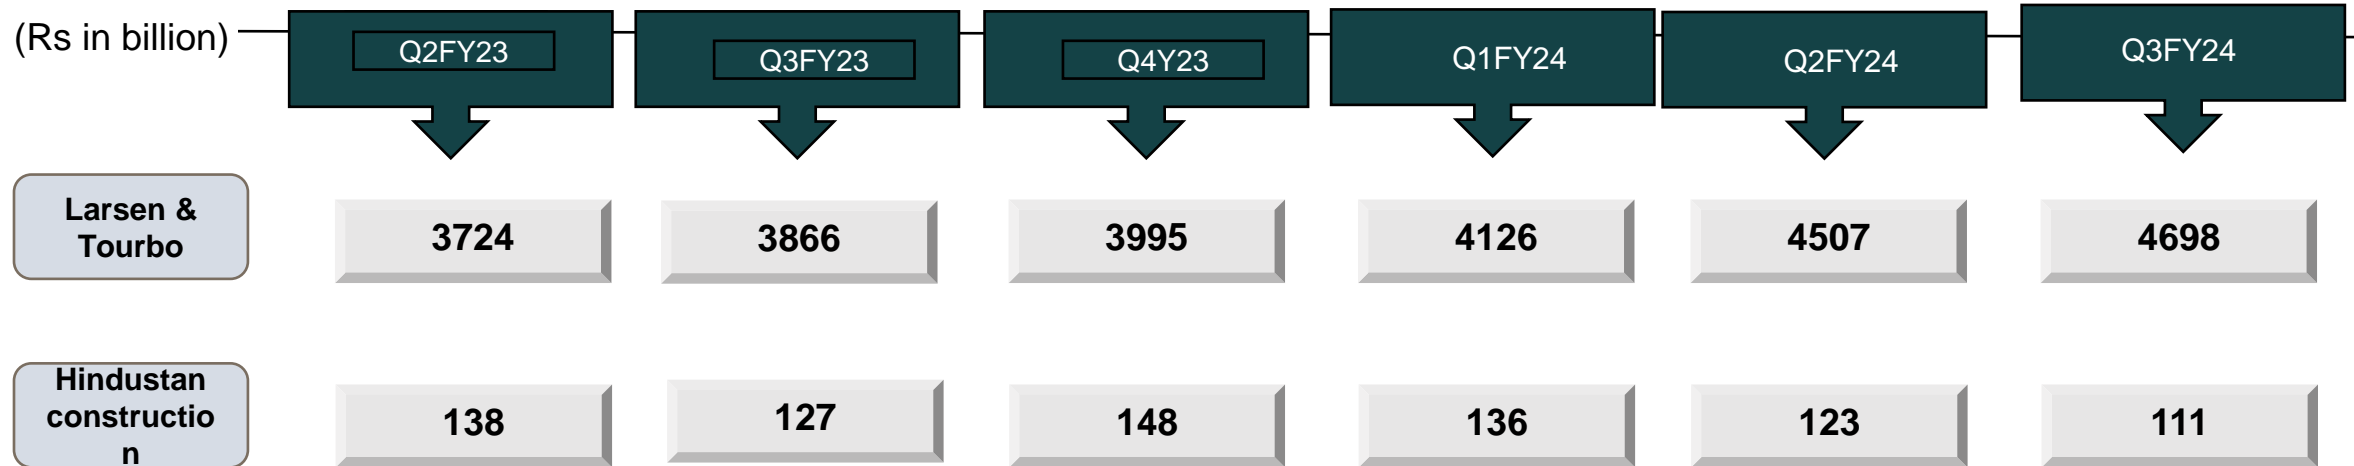 (Rs in billion)
Q2FY23
Q3FY23
Q4Y23
Q1FY24
Q2FY24
Q3FY24
Larsen &
Tourbo
3724
3866
3995
4126
4507
4698
Hindustan
constructio
n
138
127
148
136
123
111